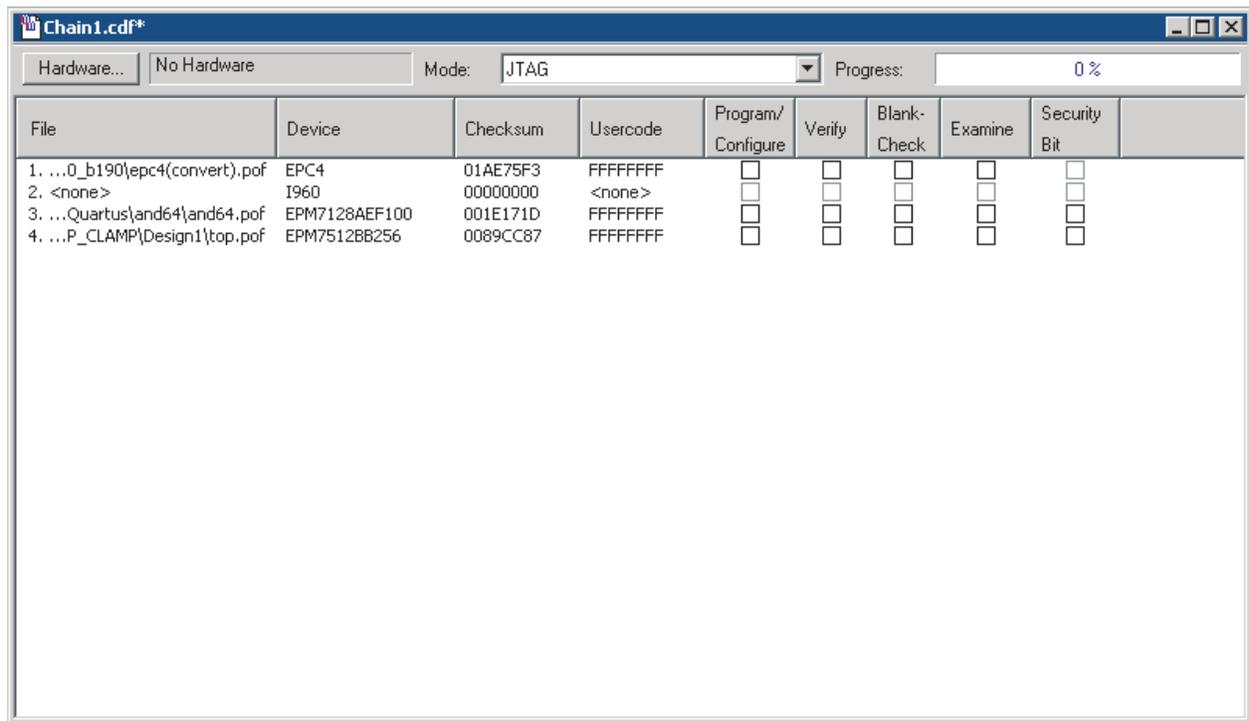 Chain1.cdf*
Hardware... No Hardware Mode: JTAG Progress: 0 %
File Device Checksum Usercode Program/ Configure Verify Blank- Check Examine Security Bit
1. ...0_b190\epc4(convert).pof EPC4 01AE75F3 FFFFFFFF
2. <none> I960 00000000 <none>
3. ...Quartus\and64\and64.pof EPM7128AEF100 001E171D FFFFFFFF
4. ...P_CLAMP\Design1\top.pof EPM7512BB256 0089CC87 FFFFFFFF